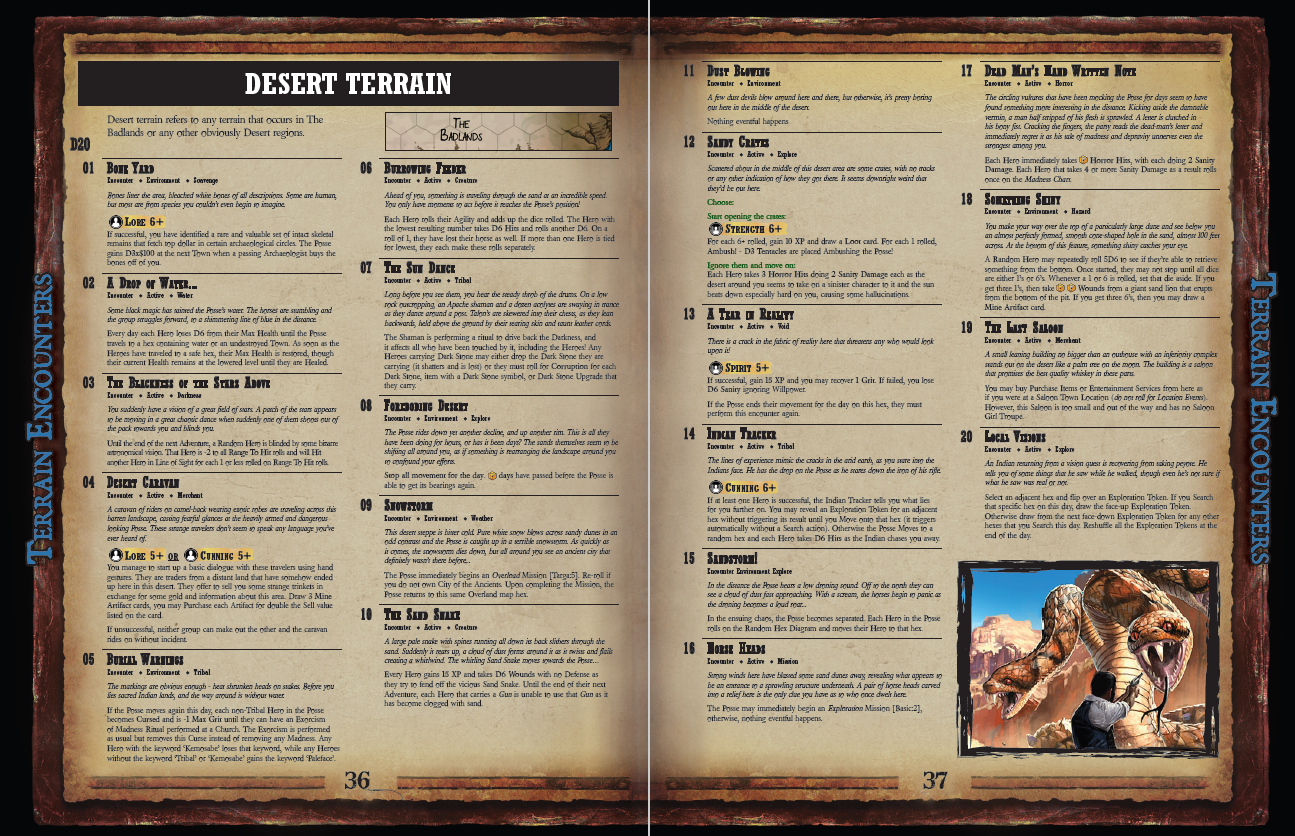 DESERT TERRAIN
Desert terrain refers to any terrain that occurs in The
Badlands or any other obviously Desert regions.
D20
THE
BADLANDS
01 BONE YARD
Encounter ♦ Environment ♦ Scavenge
Bones litter the area, bleached white bones of all descriptions. Some are human,
but most are from species you couldn't even begin to imagine.
LORE 6+
If successful, you have identified a rare and valuable set of intact skeletal
remains that fetch top dollar in certain archaeological circles. The Posse
gains D3x$100 at the next Town when a passing Archaeologist buys the
bones off of you.
02 A DROP OF WATER...
Encounter ♦ Active ♦ Water
Some black magic has tainted the Posse's water. The horses are stumbling and
the group struggles forward, to a shimmering line of blue in the distance.
Every day each Hero loses D6 from their Max Health until the Posse
travels to a hex containing water or an undestroyed Town. As soon as the
Heroes have traveled to a safe hex, their Max Health is restored, though
their current Health remains at the lowered level until they are Healed.
03 THE BLACKNESS OF THE STARS ABOVE
Encounter ♦ Active ♦ Darkness
You suddenly have a vision of a great field of stars. A patch of the stars appears
to be moving in a great chaotic dance when suddenly one of them shoots out of
the pack towards you and blinds you.
Until the end of the next Adventure, a Random Hero is blinded by some bizarre
astronomical vision. That Hero is -2 to all Range To Hit rolls and will Hit
another Hero in Line of Sight for each 1 or less rolled on Range To Hit rolls.
04 DESERT CARAVAN
Encounter ♦ Active ♦ Merchant
A caravan of riders on camel-back wearing exotic robes are traveling across this
barren landscape, casting fearful glances as the heavily armed and dangerous-
looking Posse. These strange travelers don't seem to speak any language you've
ever heard of.
LORE 5+ OR CUNNING 5+
You manage to start up a basic dialogue with these travelers using hand
gestures. They are traders from a distant land that have somehow ended
up here in this desert. They offer to sell you some strange trinkets in
exchange for some gold and information about this area. Draw 3 Mine
Artifact cards, you may Purchase each Artifact for double the Sell value
listed on the card.
If unsuccessful, neither group can make out the other and the caravan
rides on without incident.
05 BURIAL WARNINGS
Encounter ♦ Environment ♦ Tribal
The markings are obvious enough - heat shrunken heads on stakes. Before you
lies sacred Indian lands, and the way around is without water.
If the Posse moves again this day, each non-Tribal Hero in the Posse
becomes Cursed and is -1 Max Grit until they can have an Exorcism
of Madness Ritual performed at a Church. The Exorcism is performed
as usual but removes this Curse instead of removing any Madness. Any
Hero with the keyword 'Kemosabe' loses that keyword, while any Heroes
without the keyword 'Tribal' or 'Kemosabe' gains the keyword 'Paleface'.
06 BURROWING FEEDER
Encounter ♦ Active ♦ Creature
Ahead of you, something is traveling through the sand at an incredible speed.
You only have moments to act before it reaches the Posse's position!
Each Hero rolls their Agility and adds up the dice rolled. The Hero with
the lowest resulting number takes D6 Hits and rolls another D6. On a
roll of 1, they have lost their horse as well. If more than one Hero is tied
for lowest, they each make these rolls separately.
07 THE SUN DANCE
Encounter ♦ Active ♦ Tribal
Long before you see them, you hear the steady throb of the drums. On a low
rock outcropping, an Apache shaman and a dozen acolytes are swaying in trance
as they dance around a post. Talon's are skewered into their chests, as they lean
backwards, held above the ground by their searing skin and taunt leather cords.
The Shaman is performing a ritual to drive back the Darkness, and
it affects all who have been touched by it, including the Heroes! Any
Heroes carrying Dark Stone may either drop the Dark Stone they are
carrying (it shatters and is lost) or they must roll for Corruption for each
Dark Stone, item with a Dark Stone symbol, or Dark Stone Upgrade that
they carry.
08 FOREBODING DESERT
Encounter ♦ Environment ♦ Explore
The Posse rides yet another decline, and up another rim. This is all they
have been doing for hours, or has it been days? The sands themselves seem to be
shifting all around you, as if something is rearranging the landscape around you
to confound your efforts.
Stop all movement for the day. days have passed before the Posse is
able to get its bearings again.
09 SNOWSTORM
Encounter ♦ Environment ♦ Weather
This desert steppe is bitter cold. Pure white snow blows across sandy dunes in an
odd contrast and the Posse is caught up in a terrible snowstorm. As quickly as
it comes, the snowstorm dies down, but all around you see an ancient city that
definitely wasn't there before...
The Posse immediately begins an Overload Mission [Targa:5]. Re-roll if
you do not own City of the Ancients. Upon completing the Mission, the
Posse returns to this same Overland map hex.
10 THE SAND SNAKE
Encounter ♦ Active ♦ Creature
A large pale snake with spines running all down its back slithers through the
sand. Suddenly it rears up, a cloud of dust forms around it as it twists and flails
creating a whirlwind. The whirling Sand Snake moves towards the Posse...
Every Hero gains 15 XP and takes D6 Wounds with no Defense as
they try to fend off the vicious Sand Snake. Until the end of their next
Adventure, each Hero that carries a Gun is unable to use that Gun as it
has become clogged with sand.
TERRAIN ENCOUNTERS
36
11 DUST BLOWING
Encounter ♦ Environment
A few dust devils blow around here and there, but otherwise, it's pretty boring
out here in the middle of the desert.
Nothing eventful happens
12 SANDY CRATES
Encounter ♦ Active ♦ Explore
Scattered about in the middle of this desert area are some crates, with no tracks
or any other indication of how they got there. It seems downright weird that
they'd be out here.
Choose:
Start opening the crates:
STRENGTH 6+
For each 6+ rolled, gain 10 XP and draw a Loot card. For each 1 rolled,
Ambush! - D3 Tentacles are placed Ambushing the Posse!
Ignore them and move on:
Each Hero takes 3 Horror Hits doing 2 Sanity Damage each as the
desert around you seems to take on a sinister character to it and the sun
beats down especially hard on you, causing some hallucinations.
13 A TEAR IN REALITY
Encounter ♦ Active ♦ Void
There is a crack in the fabric of reality here that threatens any who would look
upon it!
SPIRIT 5+
If successful, gain 15 XP and you may recover 1 Grit. If failed, you lose
D6 Sanity ignoring Willpower.
If the Posse ends their movement for the day on this hex, they must
perform this encounter again.
14 INDIAN TRACKER
Encounter ♦ Active ♦ Tribal
The lines of experience mimic the cracks in the arid earth, as you stare into the
Indians face. He has the drop on the Posse as he stares down the iron of his rifle.
CUNNING 6+
If at least one Hero is successful, the Indian Tracker tells you what lies
for you further on. You may reveal an Exploration Token for an adjacent
hex without triggering its result until you Move onto that hex (it triggers
automatically without a Search action). Otherwise the Posse Moves to a
random hex and each Hero takes D6 Hits as the Indian chases you away.
15 SANDSTORM!
Encounter Environment Explore
In the distance the Posse hears a low droning sound. Off to the north they can
see a cloud of dust fast approaching. With a scream, the horses begin to panic as
the droning becomes a loud roar...
In the ensuing chaos, the Posse becomes separated. Each Hero in the Posse
rolls on the Random Hex Diagram and moves their Hero to that hex.
16 HORSE HEADS
Encounter ♦ Active ♦ Mission
Strong winds here have blasted some sand dunes away, revealing what appears to
be an entrance to a sprawling structure underneath. A pair of horse heads carved
into a relief here is the only clue you have as to who once dwelt here.
The Posse may immediately begin an Exploration Mission [Basic:2],
otherwise, nothing eventful happens.
17 DEAD MAN'S HAND WRITTEN NOTE
Encounter ♦ Active ♦ Horror
The circling vultures that have been mocking the Posse for days seem to have
found something more interesting in the distance. Kicking aside the damnable
vermin, a man half stripped of his flesh is sprawled. A letter is clutched in
his bony fist. Cracking the fingers, the party reads the dead-man's letter and
immediately regret it as his tale of madness and depravity unnerves even the
strongest among you.
Each Hero immediately takes Horror Hits, with each doing 2 Sanity
Damage. Each Hero that takes 4 or more Sanity Damage as a result rolls
once on the Madness Chart.
18 SOMETHING SHINY
Encounter ♦ Environment ♦ Hazard
You make your way over the top of a particularly large dune and see below you
an almost perfectly formed, smooth cone-shaped hole in the sand, almost 100 feet
across. At the bottom of this feature, something shiny catches your eye.
A Random Hero may repeatedly roll 5D6 to see if they're able to retrieve
something from the bottom. Once started, they may not stop until all dice
are either 1's or 6's. Whenever a 1 or 6 is rolled, set that die aside. If you
get three 1's, then take Wounds from a giant sand lion that erupts
from the bottom of the pit. If you get three 6's, then you may draw a
Mine Artifact card.
19 THE LAST SALOON
Encounter ♦ Active ♦ Merchant
A small leaning building no bigger than an outhouse with an inferiority complex
stands out on the desert like a palm tree on the moon. The building is a saloon
that promises the best quality whiskey in these parts.
You may Purchase Items or Entertainment Services from here as
if you were at a Saloon Town Location (do not roll for Location Events).
However, this Saloon is too small and out of the way and has no Saloon
Girl Troupe.
20 LOCAL VISIONS
Encounter ♦ Active ♦ Explore
An Indian returning from a vision quest is recovering from taking peyote. He
tells you of some things that he saw while he walked, though even he's not sure if
what he saw was real or not.
Select an adjacent hex and flip over an Exploration Token. If you Search
that specific hex on this day, draw the face-up Exploration Token.
Otherwise draw from the next face-down Exploration Token for any other
hexes that you Search this day. Reshuffle all the Exploration Tokens at the
end of the day.
TERRAIN ENCOUNTERS
37